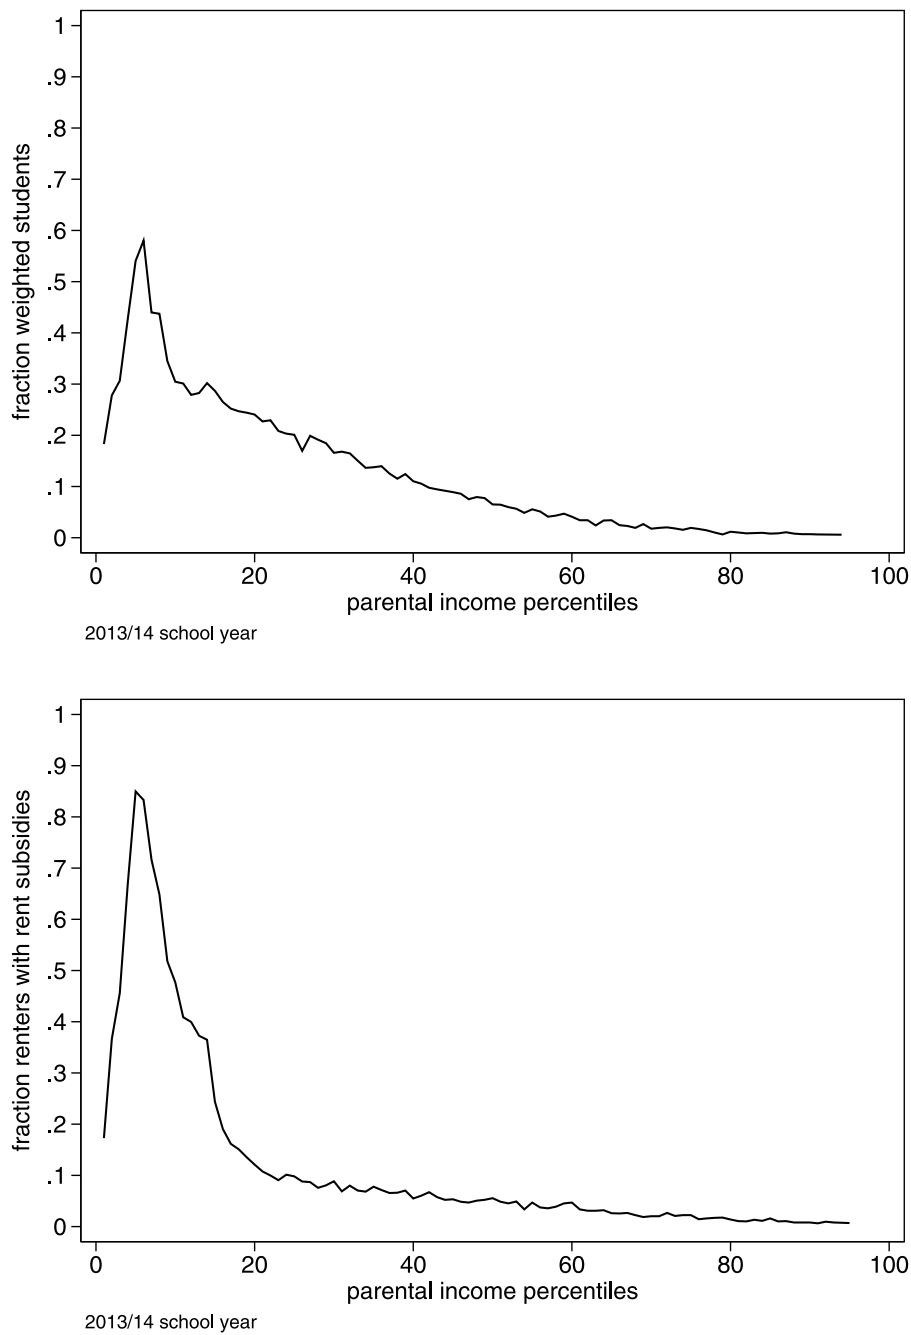 1
.9
.8
.7
.6
.5
.4
.3
.2
.1
0
fraction weighted students
0 20 40 60 80 100
parental income percentiles
2013/14 school year
1
.9
.8
.7
.6
.5
.4
.3
.2
.1
0
fraction renters with rent subsidies
0 20 40 60 80 100
parental income percentiles
2013/14 school year